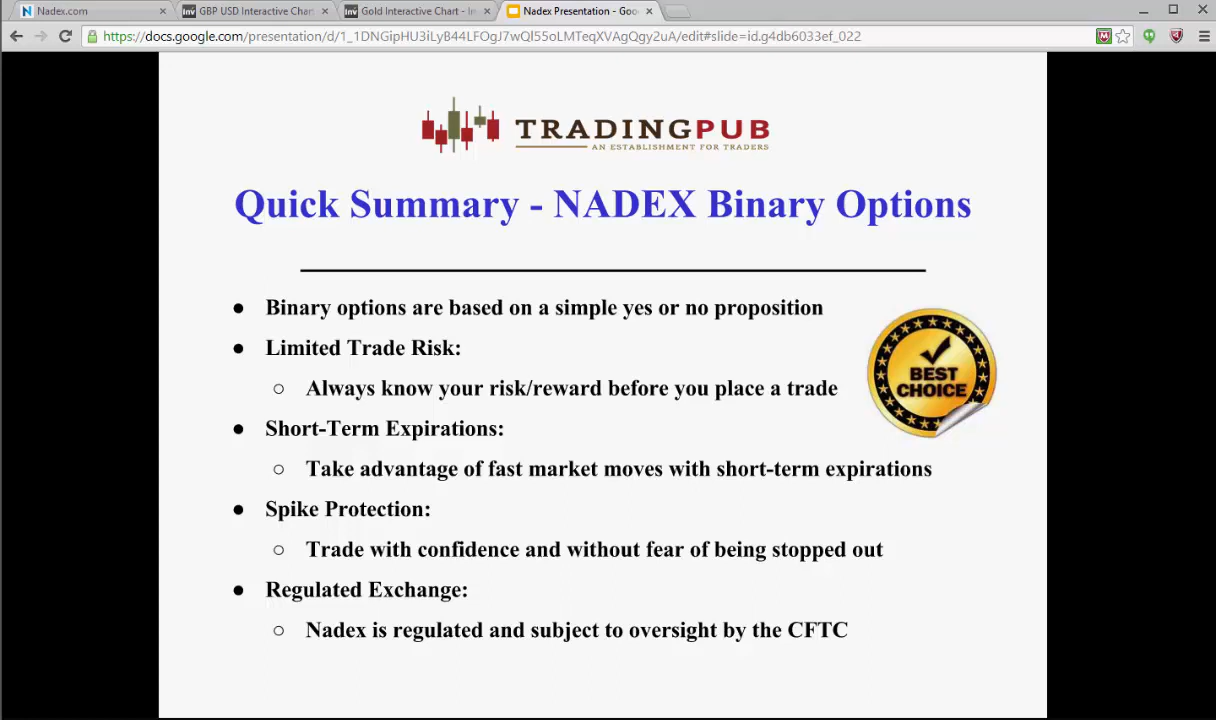 Nadex.com
GBP USD Interactive Chart
Gold Interactive Chart - In
Nadex Presentation - Goo
https://docs.google.com/presentation/d/1_1DNGipHU3iLyB44LFOgJ7wQl55oLMTeqXVAgQgy2uA/edit#slide=id.g4db6033ef_022
TRADINGPUB
AN ESTABLISHMENT FOR TRADERS
Quick Summary - NADEX Binary Options
● Binary options are based on a simple yes or no proposition
● Limited Trade Risk:
○ Always know your risk/reward before you place a trade
BEST
CHOICE
● Short-Term Expirations:
○ Take advantage of fast market moves with short-term expirations
● Spike Protection:
○ Trade with confidence and without fear of being stopped out
● Regulated Exchange:
○ Nadex is regulated and subject to oversight by the CFTC